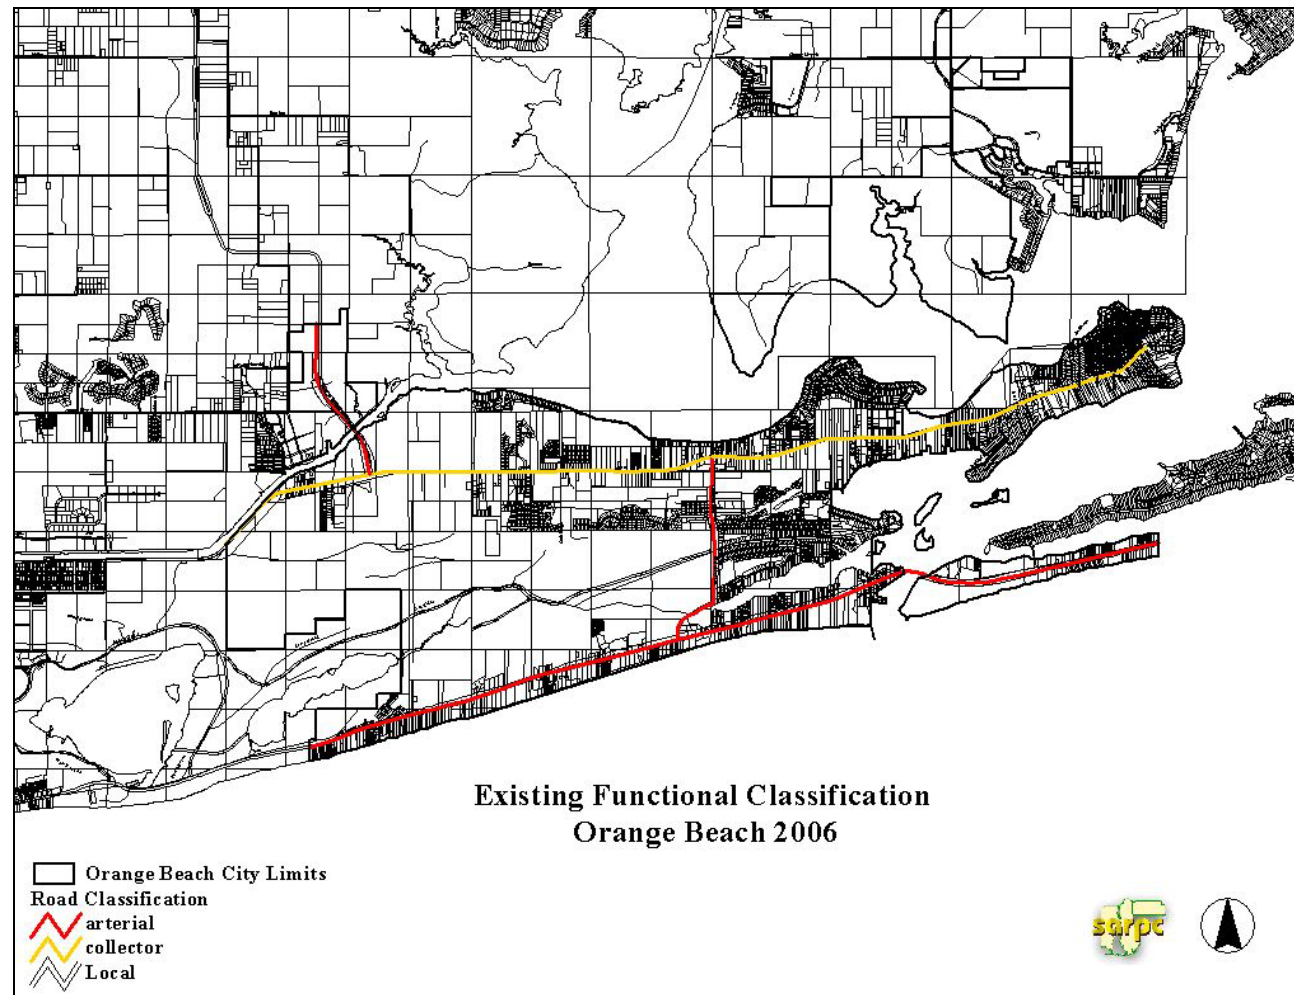 Existing Functional Classification
Orange Beach 2006
Orange Beach City Limits
Road Classification
arterial
collector
Local
sarpc